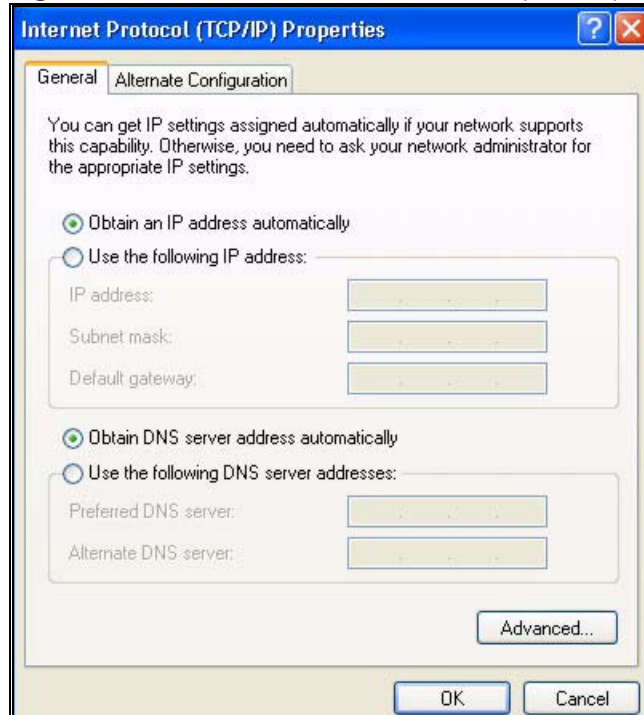 Internet Protocol (TCP/IP) Properties
General
Alternate Configuration
You can get IP settings assigned automatically if your network supports
this capability. Otherwise, you need to ask your network administrator for
the appropriate IP settings.
Obtain an IP address automatically
Use the following IP address:
IP address:
Subnet mask:
Default gateway:
Obtain DNS server address automatically
Use the following DNS server addresses:
Preferred DNS server:
Alternate DNS server:
Advanced...
OK
Cancel